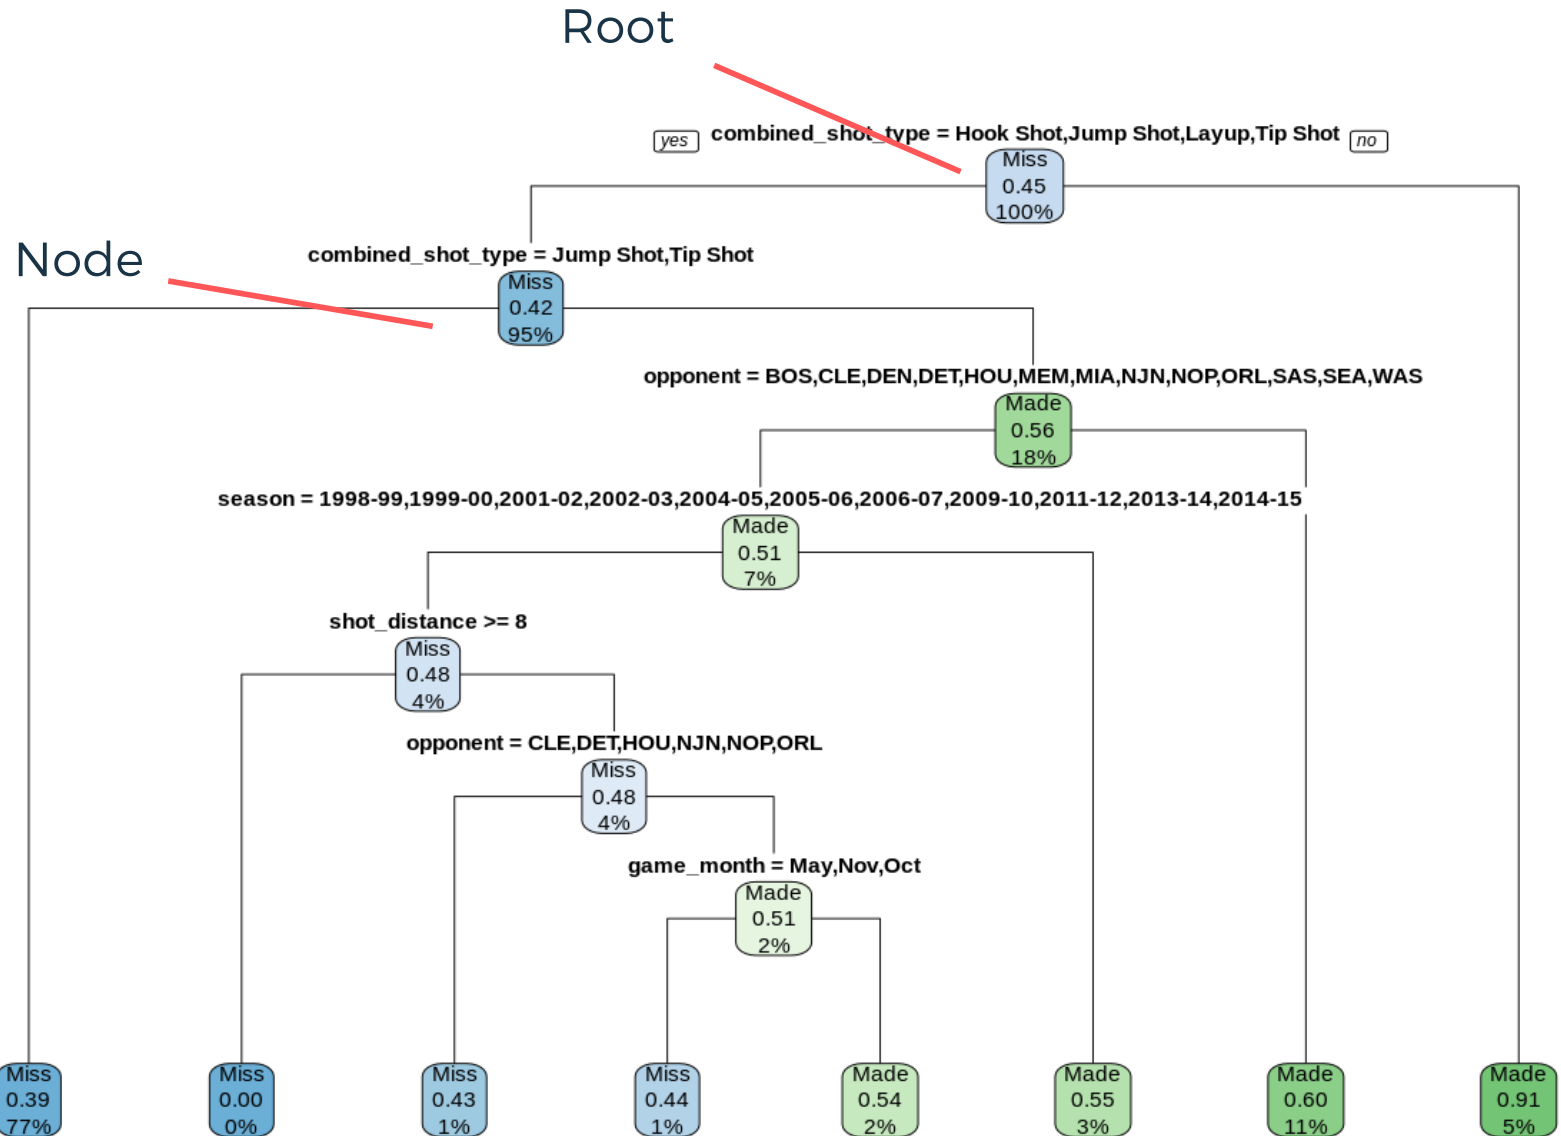 Root
yes combined_shot_type = Hook Shot,Jump Shot,Layup,Tip Shot no
Miss
0.45
100%
Node
combined_shot_type = Jump Shot,Tip Shot
Miss
0.42
95%
opponent = BOS,CLE,DEN,DET,HOU,MEM,MIA,NJN,NOP,ORL,SAS,SEA,WAS
Made
0.56
18%
season = 1998-99,1999-00,2001-02,2002-03,2004-05,2005-06,2006-07,2009-10,2011-12,2013-14,2014-15
Made
0.51
7%
shot_distance >= 8
Miss
0.48
4%
opponent = CLE,DET,HOU,NJN,NOP,ORL
Miss
0.48
4%
game_month = May,Nov,Oct
Made
0.51
2%
Miss
0.39
77%
Miss
0.00
0%
Miss
0.43
1%
Miss
0.44
1%
Made
0.54
2%
Made
0.55
3%
Made
0.60
11%
Made
0.91
5%